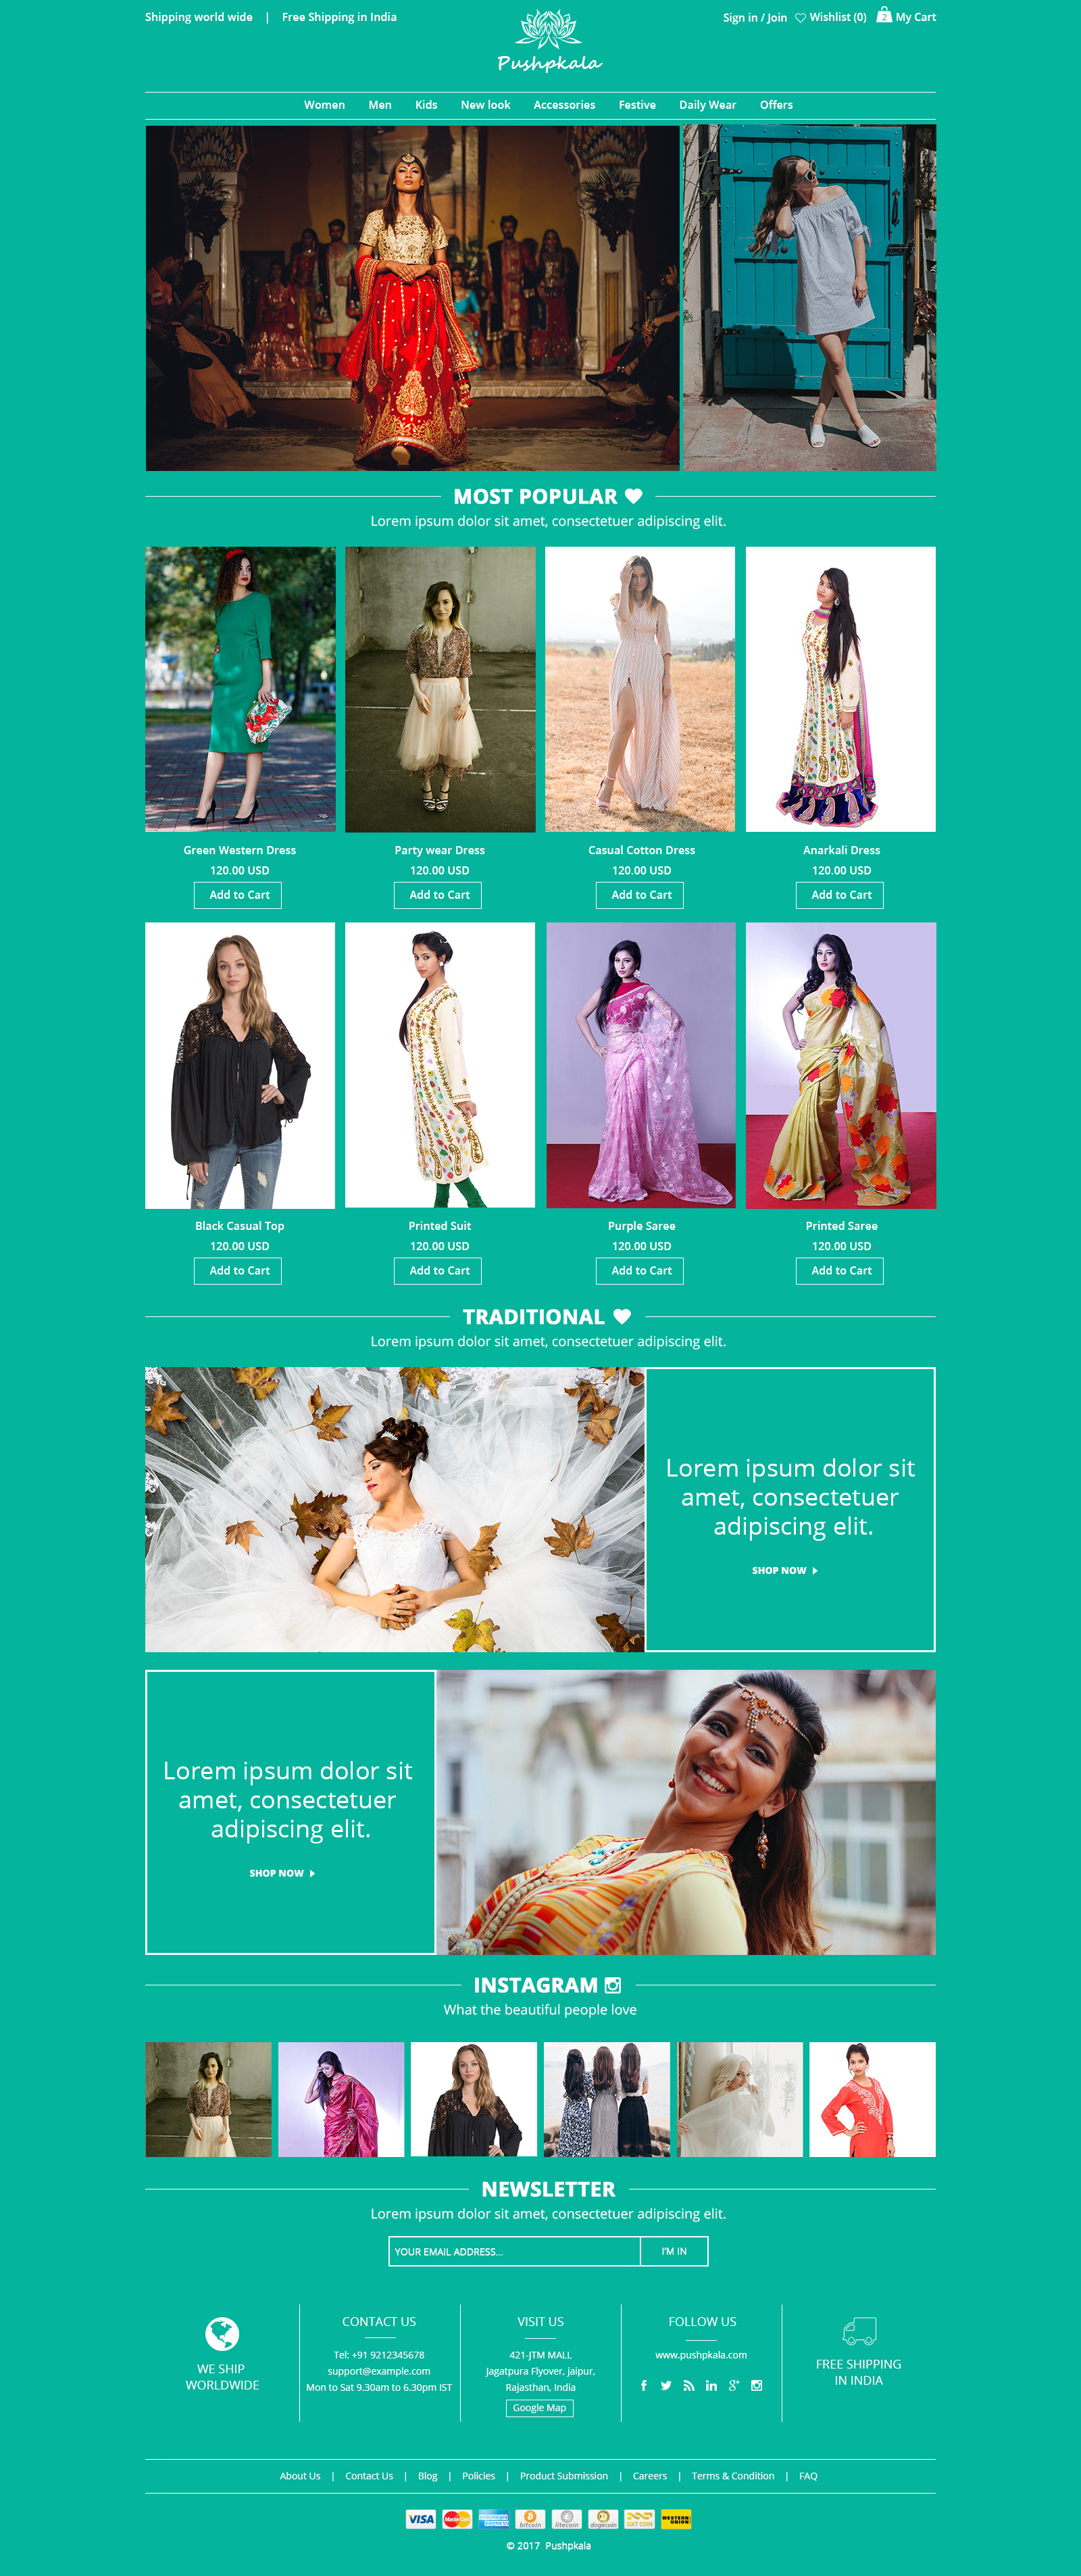 Shipping world wide | Free Shipping in India
Pushpkala
Sign in / Join Wishlist (0) 2 My Cart
Women Men Kids New look Accessories Festive Daily Wear Offers
MOST POPULAR
Lorem ipsum dolor sit amet, consectetuer adipiscing elit.
Green Western Dress
120.00 USD
Add to Cart
Party wear Dress
120.00 USD
Add to Cart
Casual Cotton Dress
120.00 USD
Add to Cart
Anarkali Dress
120.00 USD
Add to Cart
Black Casual Top
120.00 USD
Add to Cart
Printed Suit
120.00 USD
Add to Cart
Purple Saree
120.00 USD
Add to Cart
Printed Saree
120.00 USD
Add to Cart
TRADITIONAL
Lorem ipsum dolor sit amet, consectetuer adipiscing elit.
Lorem ipsum dolor sit
amet, consectetuer
adipiscing elit.
SHOP NOW
Lorem ipsum dolor sit
amet, consectetuer
adipiscing elit.
SHOP NOW
INSTAGRAM
What the beautiful people love
NEWSLETTER
Lorem ipsum dolor sit amet, consectetuer adipiscing elit.
YOUR EMAIL ADDRESS... I'M IN
WE SHIP
WORLDWIDE
CONTACT US
Tel: +91 9212345678
support@example.com
Mon to Sat 9.30am to 6.30pm IST
VISIT US
421-JTM MALL
Jagatpura Flyover, jaipur,
Rajasthan, India
Google Map
FOLLOW US
www.pushpkala.com
FREE SHIPPING
IN INDIA
About Us | Contact Us | Blog | Policies | Product Submission | Careers | Terms & Condition | FAQ
VISA MasterCard AMERICAN EXPRESS bitcoin litecoin dogecoin NXT COIN WESTERN UNION
© 2017 Pushpkala